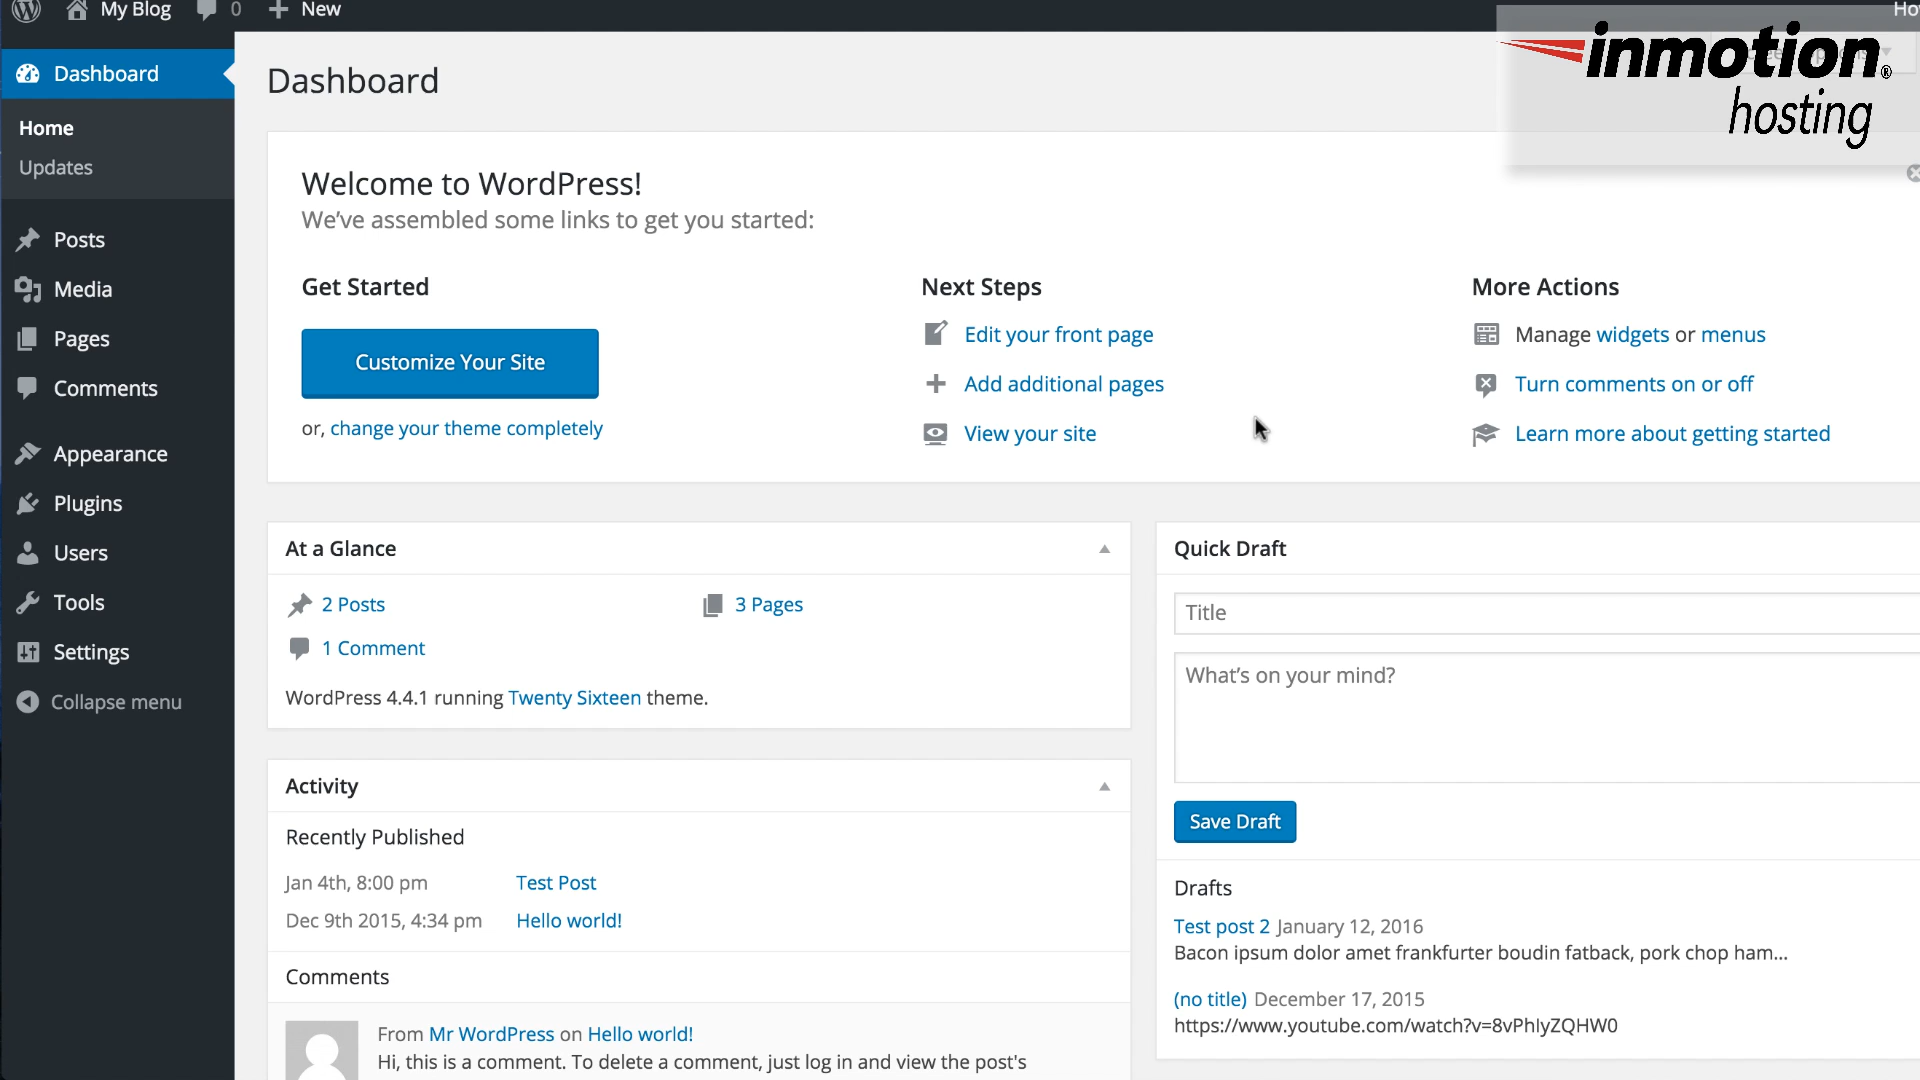 My Blog 0 New
Ho
inmotion®
hosting
Dashboard
Home
Updates
Posts
Media
Pages
Comments
Appearance
Plugins
Users
Tools
Settings
Collapse menu
Dashboard
Welcome to WordPress!
We’ve assembled some links to get you started:
Get Started
Customize Your Site
or, change your theme completely
Next Steps
Edit your front page
Add additional pages
View your site
More Actions
Manage widgets or menus
Turn comments on or off
Learn more about getting started
At a Glance
2 Posts
3 Pages
1 Comment
WordPress 4.4.1 running Twenty Sixteen theme.
Activity
Recently Published
Jan 4th, 8:00 pm Test Post
Dec 9th 2015, 4:34 pm Hello world!
Comments
From Mr WordPress on Hello world!
Hi, this is a comment. To delete a comment, just log in and view the post's
Quick Draft
Title
What’s on your mind?
Save Draft
Drafts
Test post 2 January 12, 2016
Bacon ipsum dolor amet frankfurter boudin fatback, pork chop ham…
(no title) December 17, 2015
https://www.youtube.com/watch?v=8vPhIyZQHW0